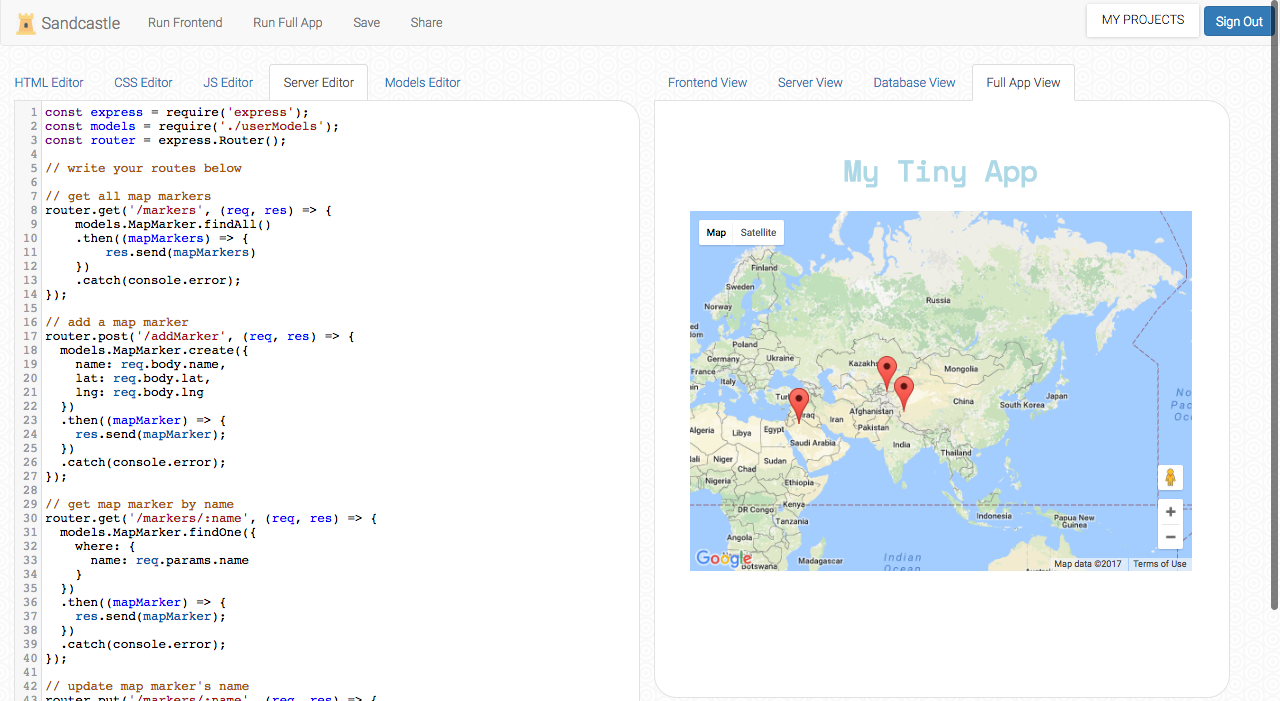 Sandcastle Run Frontend Run Full App Save Share MY PROJECTS Sign Out
HTML Editor CSS Editor JS Editor Server Editor Models Editor
1 const express = require('express');
2 const models = require('./userModels');
3 const router = express.Router();
4
5 // write your routes below
6
7 // get all map markers
8 router.get('/markers', (req, res) => {
9     models.MapMarker.findAll()
10     .then((mapMarkers) => {
11         res.send(mapMarkers)
12     })
13     .catch(console.error);
14 });
15
16 // add a map marker
17 router.post('/addMarker', (req, res) => {
18   models.MapMarker.create({
19     name: req.body.name,
20     lat: req.body.lat,
21     lng: req.body.lng
22   })
23   .then((mapMarker) => {
24     res.send(mapMarker);
25   })
26   .catch(console.error);
27 });
28
29 // get map marker by name
30 router.get('/markers/:name', (req, res) => {
31   models.MapMarker.findOne({
32     where: {
33       name: req.params.name
34     }
35   })
36   .then((mapMarker) => {
37     res.send(mapMarker);
38   })
39   .catch(console.error);
40 });
41
42 // update map marker's name
43 router.put('/markers/:name', (req, res) => {
Frontend View Server View Database View Full App View
My Tiny App
Map Satellite
Finland
Sweden
Russia
Norway
Poland
Germany
Ukraine
France
Italy
Mongolia
Japan
China
South Korea
Afghanistan
Iran
Pakistan
Libya
Egypt
Saudi Arabia
India
Thailand
Niger
Sudan
Chad
Nigeria
Ethiopia
Kenya
DR Congo
Tanzania
Indonesia
Papua New
Guinea
Angola
Madagascar
Botswana
Indian
Ocean
Google
Map data ©2017 Terms of Use